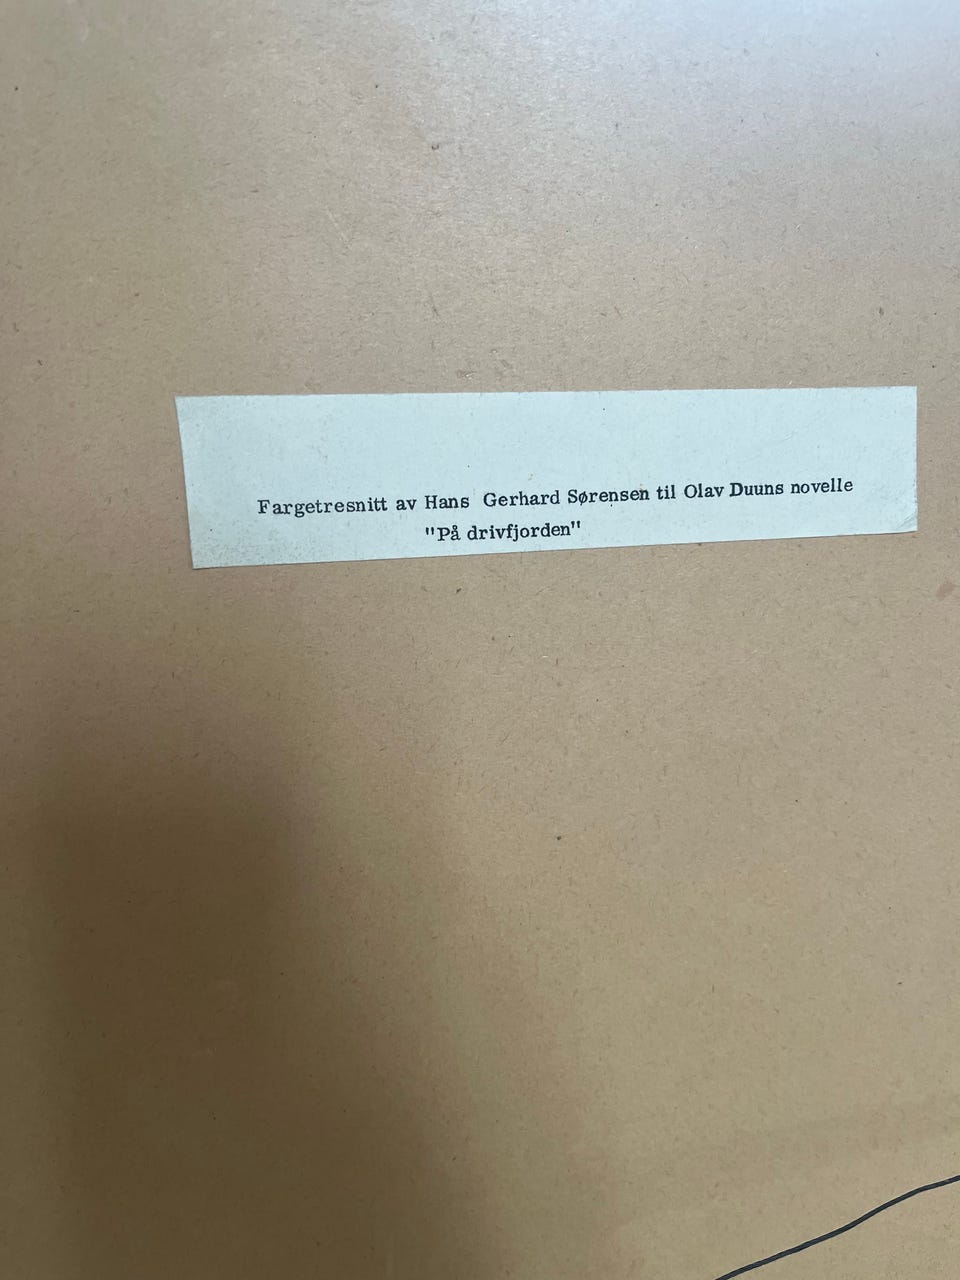 Fargetresnitt av Hans Gerhard Sørensen til Olav Duuns novelle
"På drivfjorden"